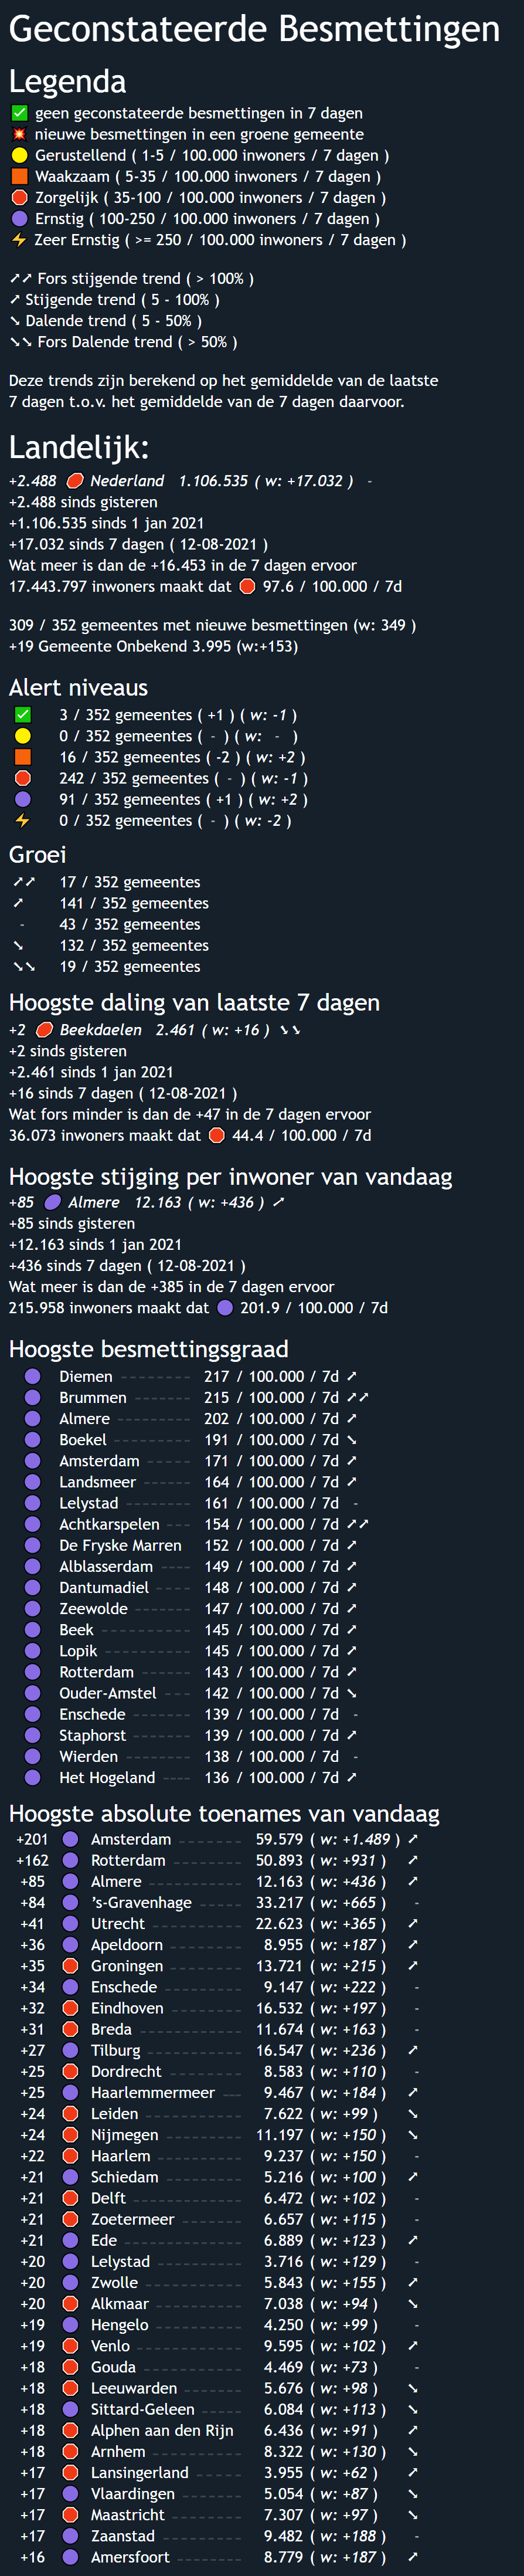 Geconstateerde Besmettingen
Legenda
✅ geen geconstateerde besmettingen in 7 dagen
💥 nieuwe besmettingen in een groene gemeente
🟡 Gerustellend ( 1-5 / 100.000 inwoners / 7 dagen )
🟧 Waakzaam ( 5-35 / 100.000 inwoners / 7 dagen )
🛑 Zorgelijk ( 35-100 / 100.000 inwoners / 7 dagen )
🟣 Ernstig ( 100-250 / 100.000 inwoners / 7 dagen )
⚡ Zeer Ernstig ( >= 250 / 100.000 inwoners / 7 dagen )
➚➚ Fors stijgende trend ( > 100% )
➚ Stijgende trend ( 5 - 100% )
➘ Dalende trend ( 5 - 50% )
➘➘ Fors Dalende trend ( > 50% )
Deze trends zijn berekend op het gemiddelde van de laatste
7 dagen t.o.v. het gemiddelde van de 7 dagen daarvoor.
Landelijk:
+2.488 🛑 Nederland 1.106.535 ( w: +17.032 ) -
+2.488 sinds gisteren
+1.106.535 sinds 1 jan 2021
+17.032 sinds 7 dagen ( 12-08-2021 )
Wat meer is dan de +16.453 in de 7 dagen ervoor
17.443.797 inwoners maakt dat 🛑 97.6 / 100.000 / 7d
309 / 352 gemeentes met nieuwe besmettingen (w: 349 )
+19 Gemeente Onbekend 3.995 (w:+153)
Alert niveaus
✅ 3 / 352 gemeentes ( +1 ) ( w: -1 )
🟡 0 / 352 gemeentes ( - ) ( w: - )
🟧 16 / 352 gemeentes ( -2 ) ( w: +2 )
🛑 242 / 352 gemeentes ( - ) ( w: -1 )
🟣 91 / 352 gemeentes ( +1 ) ( w: +2 )
⚡ 0 / 352 gemeentes ( - ) ( w: -2 )
Groei
➚➚ 17 / 352 gemeentes
➚ 141 / 352 gemeentes
- 43 / 352 gemeentes
➘ 132 / 352 gemeentes
➘➘ 19 / 352 gemeentes
Hoogste daling van laatste 7 dagen
+2 🛑 Beekdaelen 2.461 ( w: +16 ) ➘➘
+2 sinds gisteren
+2.461 sinds 1 jan 2021
+16 sinds 7 dagen ( 12-08-2021 )
Wat fors minder is dan de +47 in de 7 dagen ervoor
36.073 inwoners maakt dat 🛑 44.4 / 100.000 / 7d
Hoogste stijging per inwoner van vandaag
+85 🟣 Almere 12.163 ( w: +436 ) ➚
+85 sinds gisteren
+12.163 sinds 1 jan 2021
+436 sinds 7 dagen ( 12-08-2021 )
Wat meer is dan de +385 in de 7 dagen ervoor
215.958 inwoners maakt dat 🟣 201.9 / 100.000 / 7d
Hoogste besmettingsgraad
🟣 Diemen -------- 217 / 100.000 / 7d ➚
🟣 Brummen ------- 215 / 100.000 / 7d ➚➚
🟣 Almere -------- 202 / 100.000 / 7d ➚
🟣 Boekel -------- 191 / 100.000 / 7d ➘
🟣 Amsterdam ----- 171 / 100.000 / 7d ➚
🟣 Landsmeer ----- 164 / 100.000 / 7d ➚
🟣 Lelystad ------- 161 / 100.000 / 7d -
🟣 Achtkarspelen --- 154 / 100.000 / 7d ➚➚
🟣 De Fryske Marren 152 / 100.000 / 7d ➚
🟣 Alblasserdam ---- 149 / 100.000 / 7d ➚
🟣 Dantumadiel ---- 148 / 100.000 / 7d ➚
🟣 Zeewolde ------ 147 / 100.000 / 7d ➚
🟣 Beek ---------- 145 / 100.000 / 7d ➚
🟣 Lopik ---------- 145 / 100.000 / 7d ➚
🟣 Rotterdam ------ 143 / 100.000 / 7d ➚
🟣 Ouder-Amstel --- 142 / 100.000 / 7d ➘
🟣 Enschede ------- 139 / 100.000 / 7d -
🟣 Staphorst ------- 139 / 100.000 / 7d ➚
🟣 Wierden -------- 138 / 100.000 / 7d -
🟣 Het Hogeland ---- 136 / 100.000 / 7d ➚
Hoogste absolute toenames van vandaag
+201 🟣 Amsterdam ------- 59.579 ( w: +1.489 ) ➚
+162 🟣 Rotterdam -------- 50.893 ( w: +931 ) ➚
+85 🟣 Almere ---------- 12.163 ( w: +436 ) ➚
+84 🟣 ’s-Gravenhage ----- 33.217 ( w: +665 ) -
+41 🟣 Utrecht ---------- 22.623 ( w: +365 ) ➚
+36 🟣 Apeldoorn -------- 8.955 ( w: +187 ) ➚
+35 🛑 Groningen -------- 13.721 ( w: +215 ) ➚
+34 🟣 Enschede --------- 9.147 ( w: +222 ) -
+32 🛑 Eindhoven -------- 16.532 ( w: +197 ) -
+31 🛑 Breda ------------ 11.674 ( w: +163 ) -
+27 🟣 Tilburg ----------- 16.547 ( w: +236 ) ➚
+25 🛑 Dordrecht -------- 8.583 ( w: +110 ) -
+25 🟣 Haarlemmermeer --- 9.467 ( w: +184 ) ➚
+24 🛑 Leiden ----------- 7.622 ( w: +99 ) ➘
+24 🛑 Nijmegen --------- 11.197 ( w: +150 ) ➘
+22 🛑 Haarlem ---------- 9.237 ( w: +150 ) -
+21 🟣 Schiedam --------- 5.216 ( w: +100 ) ➚
+21 🛑 Delft ------------ 6.472 ( w: +102 ) -
+21 🛑 Zoetermeer ------- 6.657 ( w: +115 ) -
+21 🟣 Ede -------------- 6.889 ( w: +123 ) ➚
+20 🟣 Lelystad ---------- 3.716 ( w: +129 ) -
+20 🟣 Zwolle ----------- 5.843 ( w: +155 ) ➚
+20 🛑 Alkmaar ---------- 7.038 ( w: +94 ) ➘
+19 🟣 Hengelo ---------- 4.250 ( w: +99 ) -
+19 🛑 Venlo ------------ 9.595 ( w: +102 ) ➚
+18 🛑 Gouda ----------- 4.469 ( w: +73 ) -
+18 🛑 Leeuwarden ------- 5.676 ( w: +98 ) ➘
+18 🟣 Sittard-Geleen ----- 6.084 ( w: +113 ) ➘
+18 🛑 Alphen aan den Rijn 6.436 ( w: +91 ) ➚
+18 🛑 Arnhem ---------- 8.322 ( w: +130 ) ➘
+17 🛑 Lansingerland ----- 3.955 ( w: +62 ) ➚
+17 🟣 Vlaardingen ------- 5.054 ( w: +87 ) ➘
+17 🛑 Maastricht -------- 7.307 ( w: +97 ) ➘
+17 🟣 Zaanstad --------- 9.482 ( w: +188 ) -
+16 🟣 Amersfoort ------- 8.779 ( w: +187 ) ➚